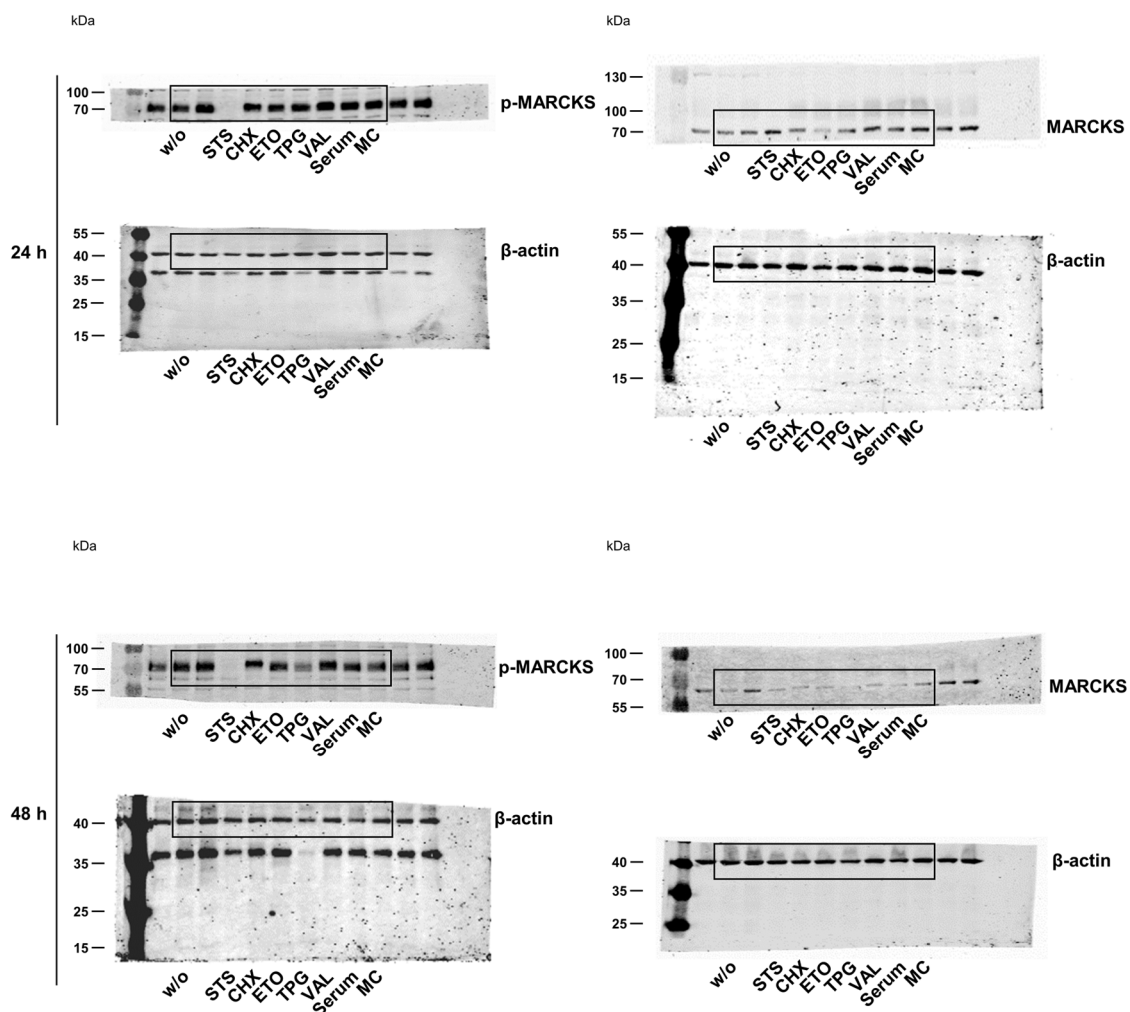 kDa
kDa
100
70
p-MARCKS
w/o STS CHX ETO TPG VAL Serum MC
130
100
70
MARCKS
w/o STS CHX ETO TPG VAL Serum MC
24 h
55
40
35
25
15
β-actin
w/o STS CHX ETO TPG VAL Serum MC
55
40
35
25
15
β-actin
w/o STS CHX ETO TPG VAL Serum MC
kDa
kDa
100
70
55
p-MARCKS
w/o STS CHX ETO TPG VAL Serum MC
100
70
55
MARCKS
w/o STS CHX ETO TPG VAL Serum MC
48 h
40
35
25
15
β-actin
w/o STS CHX ETO TPG VAL Serum MC
40
35
25
β-actin
w/o STS CHX ETO TPG VAL Serum MC